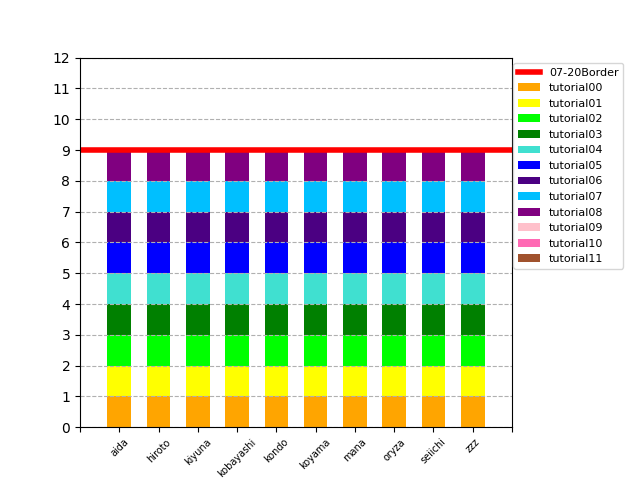 12
11
10
9
8
7
6
5
4
3
2
1
0
aida
hiroto
kiyuna
kobayashi
kondo
koyama
mana
oryza
seiichi
zzz
07-20Border
tutorial00
tutorial01
tutorial02
tutorial03
tutorial04
tutorial05
tutorial06
tutorial07
tutorial08
tutorial09
tutorial10
tutorial11